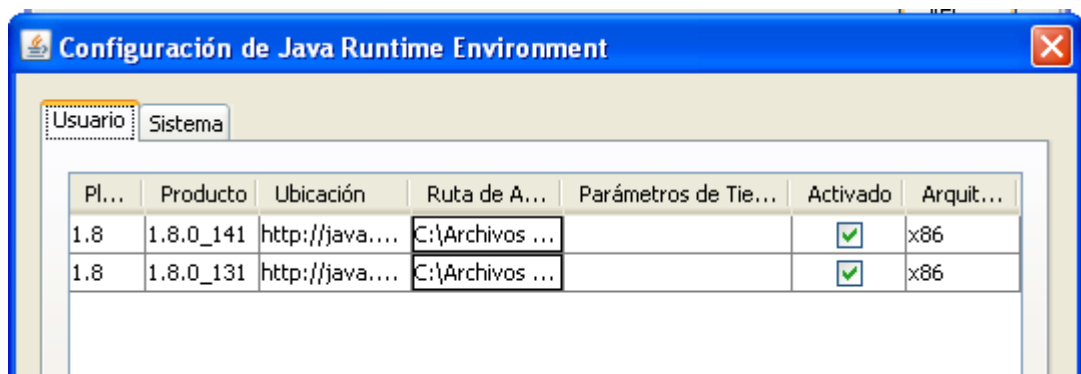 Configuración de Java Runtime Environment
Usuario Sistema
Pl... Producto Ubicación Ruta de A... Parámetros de Tie... Activado Arquit...
1.8 1.8.0_141 http://java.... C:\Archivos ... x86
1.8 1.8.0_131 http://java.... C:\Archivos ... x86